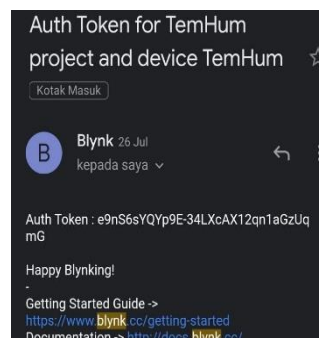 Auth Token for TemHum
project and device TemHum
Kotak Masuk
B
Blynk 26 Jul
kepada saya
Auth Token : e9nS6sYQYp9E-34LXcAX12qn1aGzUq
mG
Happy Blynking!
-
Getting Started Guide ->
https://www.blynk.cc/getting-started
Documentation -> http://docs.blynk.cc/